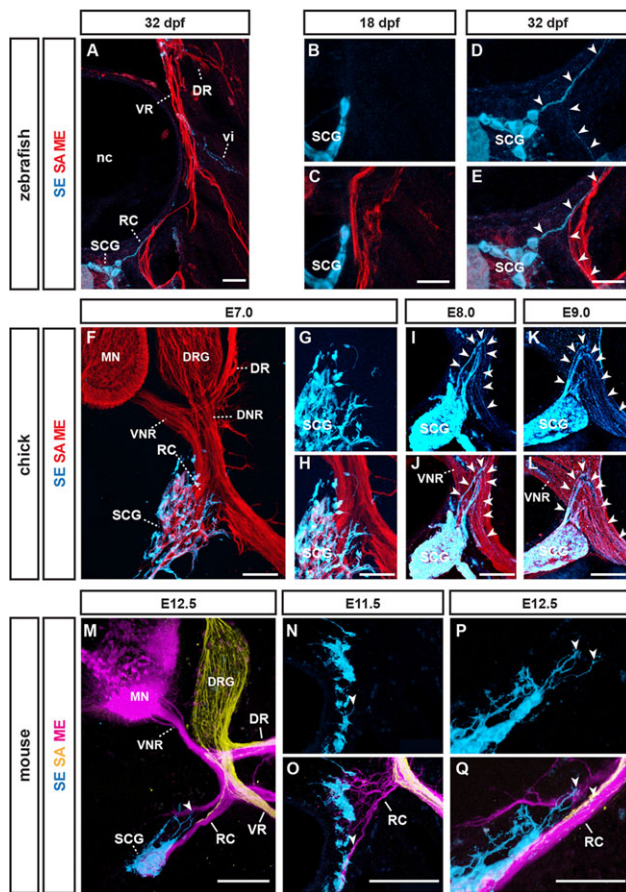 32 dpf
18 dpf
32 dpf
zebrafish
SE SA ME
A
DR
VR
vi
nc
RC
SCG
B
SCG
C
SCG
D
SCG
E
SCG
E7.0
E8.0
E9.0
chick
SE SA ME
F
MN
DRG
DR
DNR
VNR
RC
SCG
G
SCG
H
SCG
I
SCG
J
VNR
SCG
K
SCG
L
VNR
SCG
E12.5
E11.5
E12.5
mouse
SE SA ME
M
MN
DRG
DR
VNR
SCG
RC
VR
N
O
RC
P
Q
RC